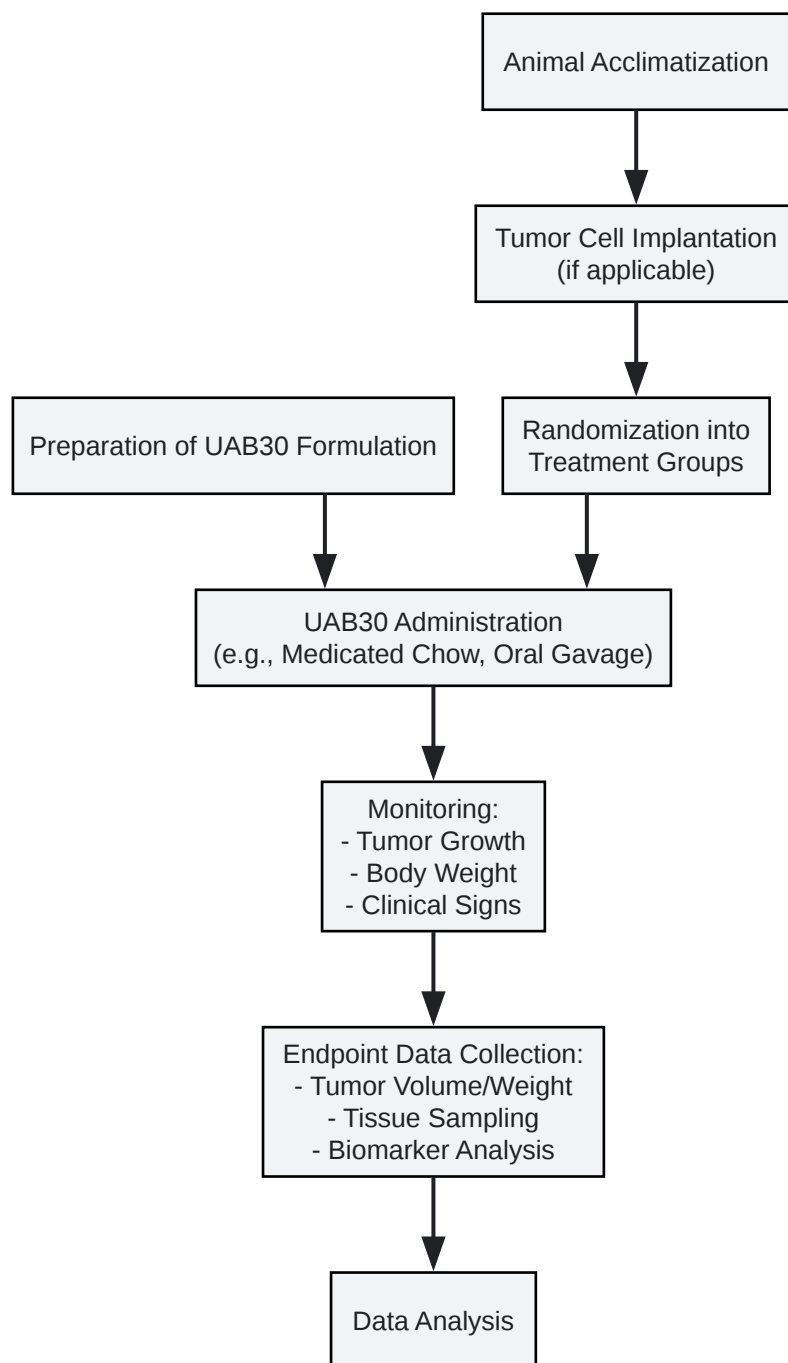 Animal Acclimatization
Tumor Cell Implantation
(if applicable)
Preparation of UAB30 Formulation
Randomization into
Treatment Groups
UAB30 Administration
(e.g., Medicated Chow, Oral Gavage)
Monitoring:
- Tumor Growth
- Body Weight
- Clinical Signs
Endpoint Data Collection:
- Tumor Volume/Weight
- Tissue Sampling
- Biomarker Analysis
Data Analysis